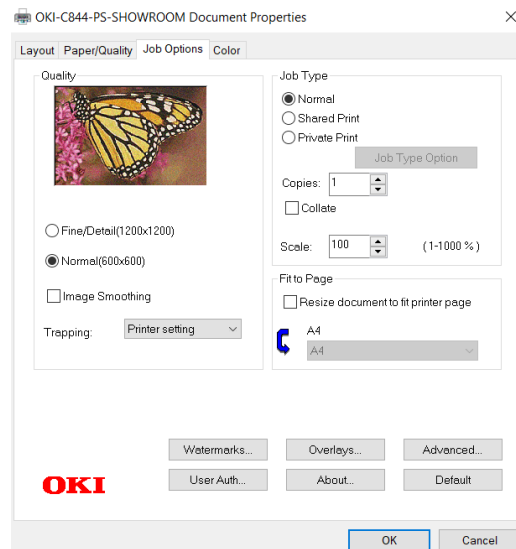 OKI-C844-PS-SHOWROOM Document Properties
Layout Paper/Quality Job Options Color
Quality
Fine/Detail(1200x1200)
Normal(600x600)
Image Smoothing
Trapping: Printer setting
Job Type
Normal
Shared Print
Private Print
Job Type Option
Copies: 1
Collate
Scale: 100 (1-1000 %)
Fit to Page
Resize document to fit printer page
A4
A4
Watermarks... Overlays... Advanced...
OKI User Auth... About... Default
OK Cancel